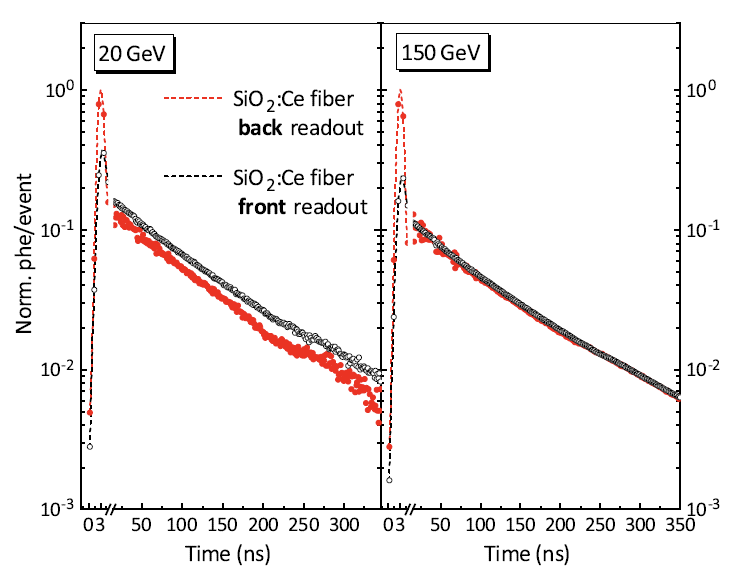 20 GeV
150 GeV
SiO2:Ce fiber
back readout
SiO2:Ce fiber
front readout
Norm. phe/event
10^0
10^-1
10^-2
10^-3
10^0
10^-1
10^-2
10^-3
0 3 50 100 150 200 250 300
0 3 50 100 150 200 250 300 350
Time (ns)
Time (ns)